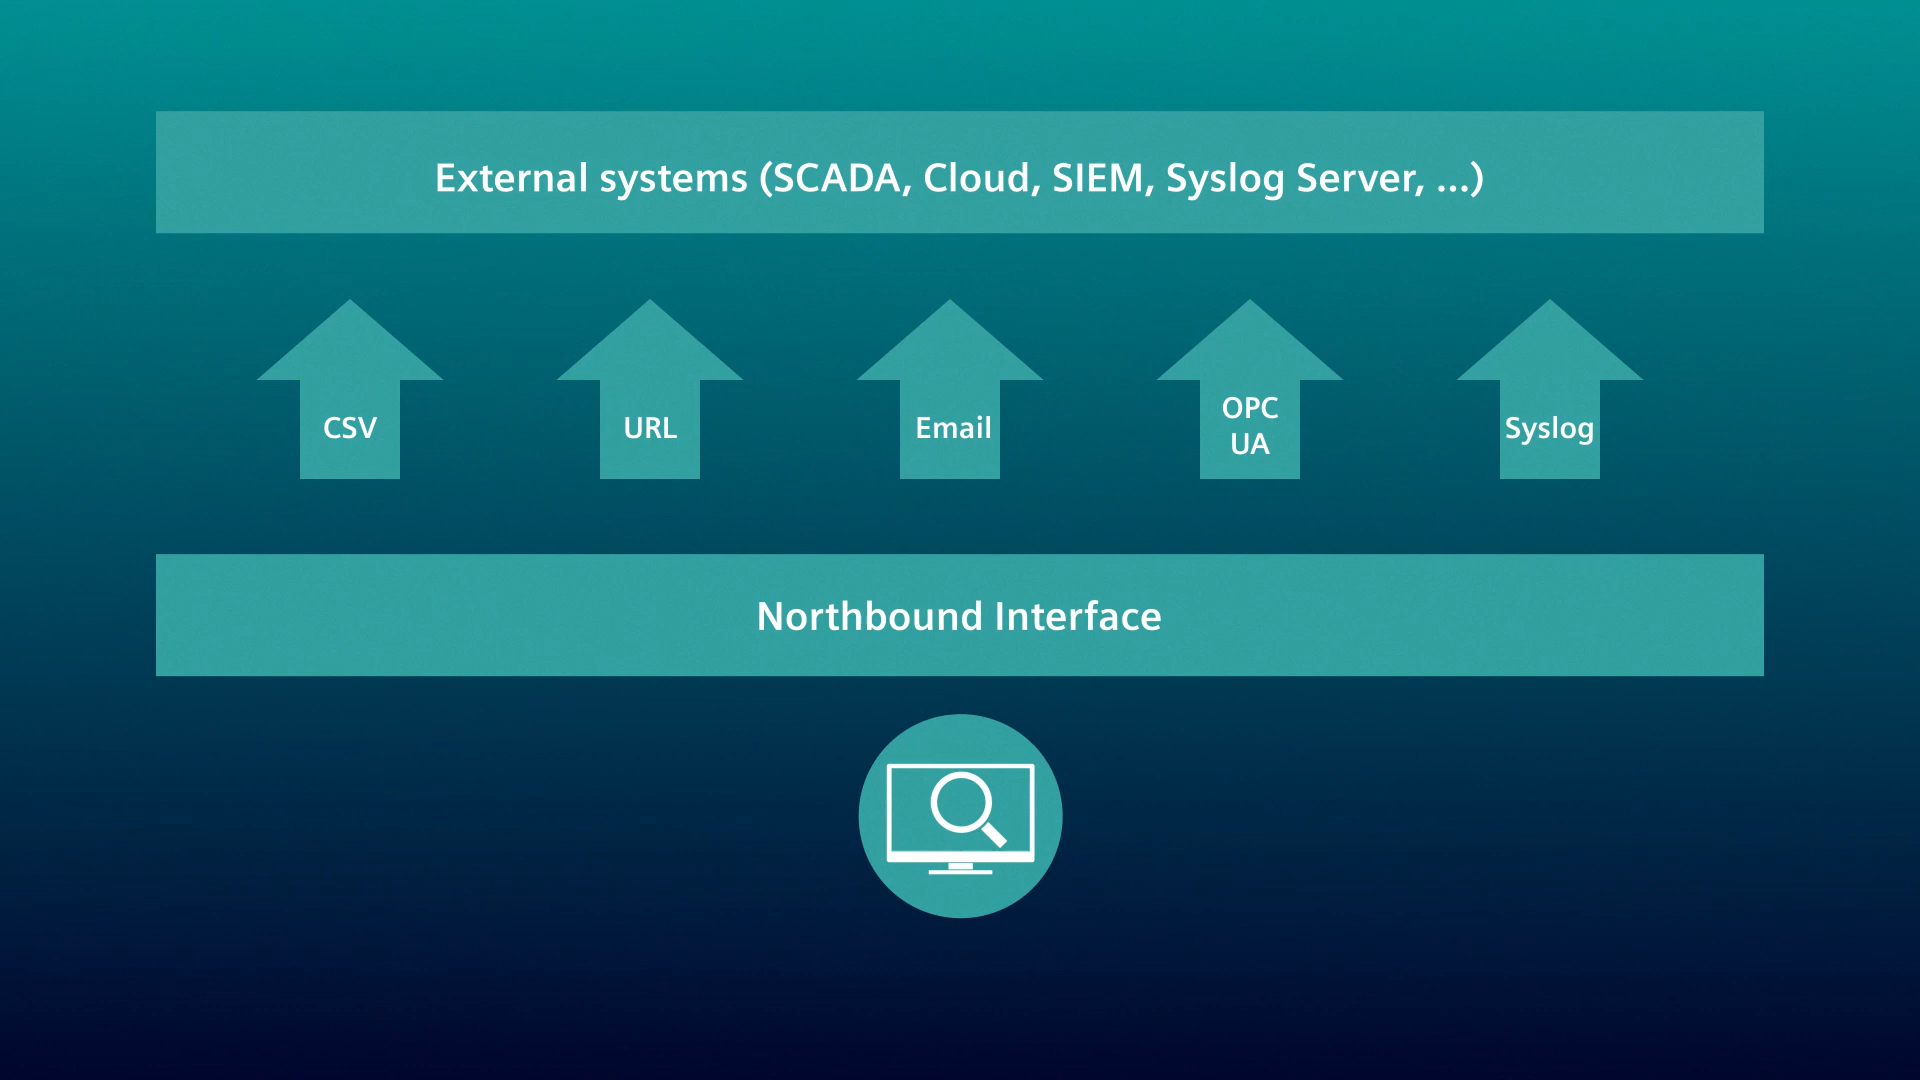 External systems (SCADA, Cloud, SIEM, Syslog Server, ...)
CSV
URL
Email
OPC
UA
Syslog
Northbound Interface